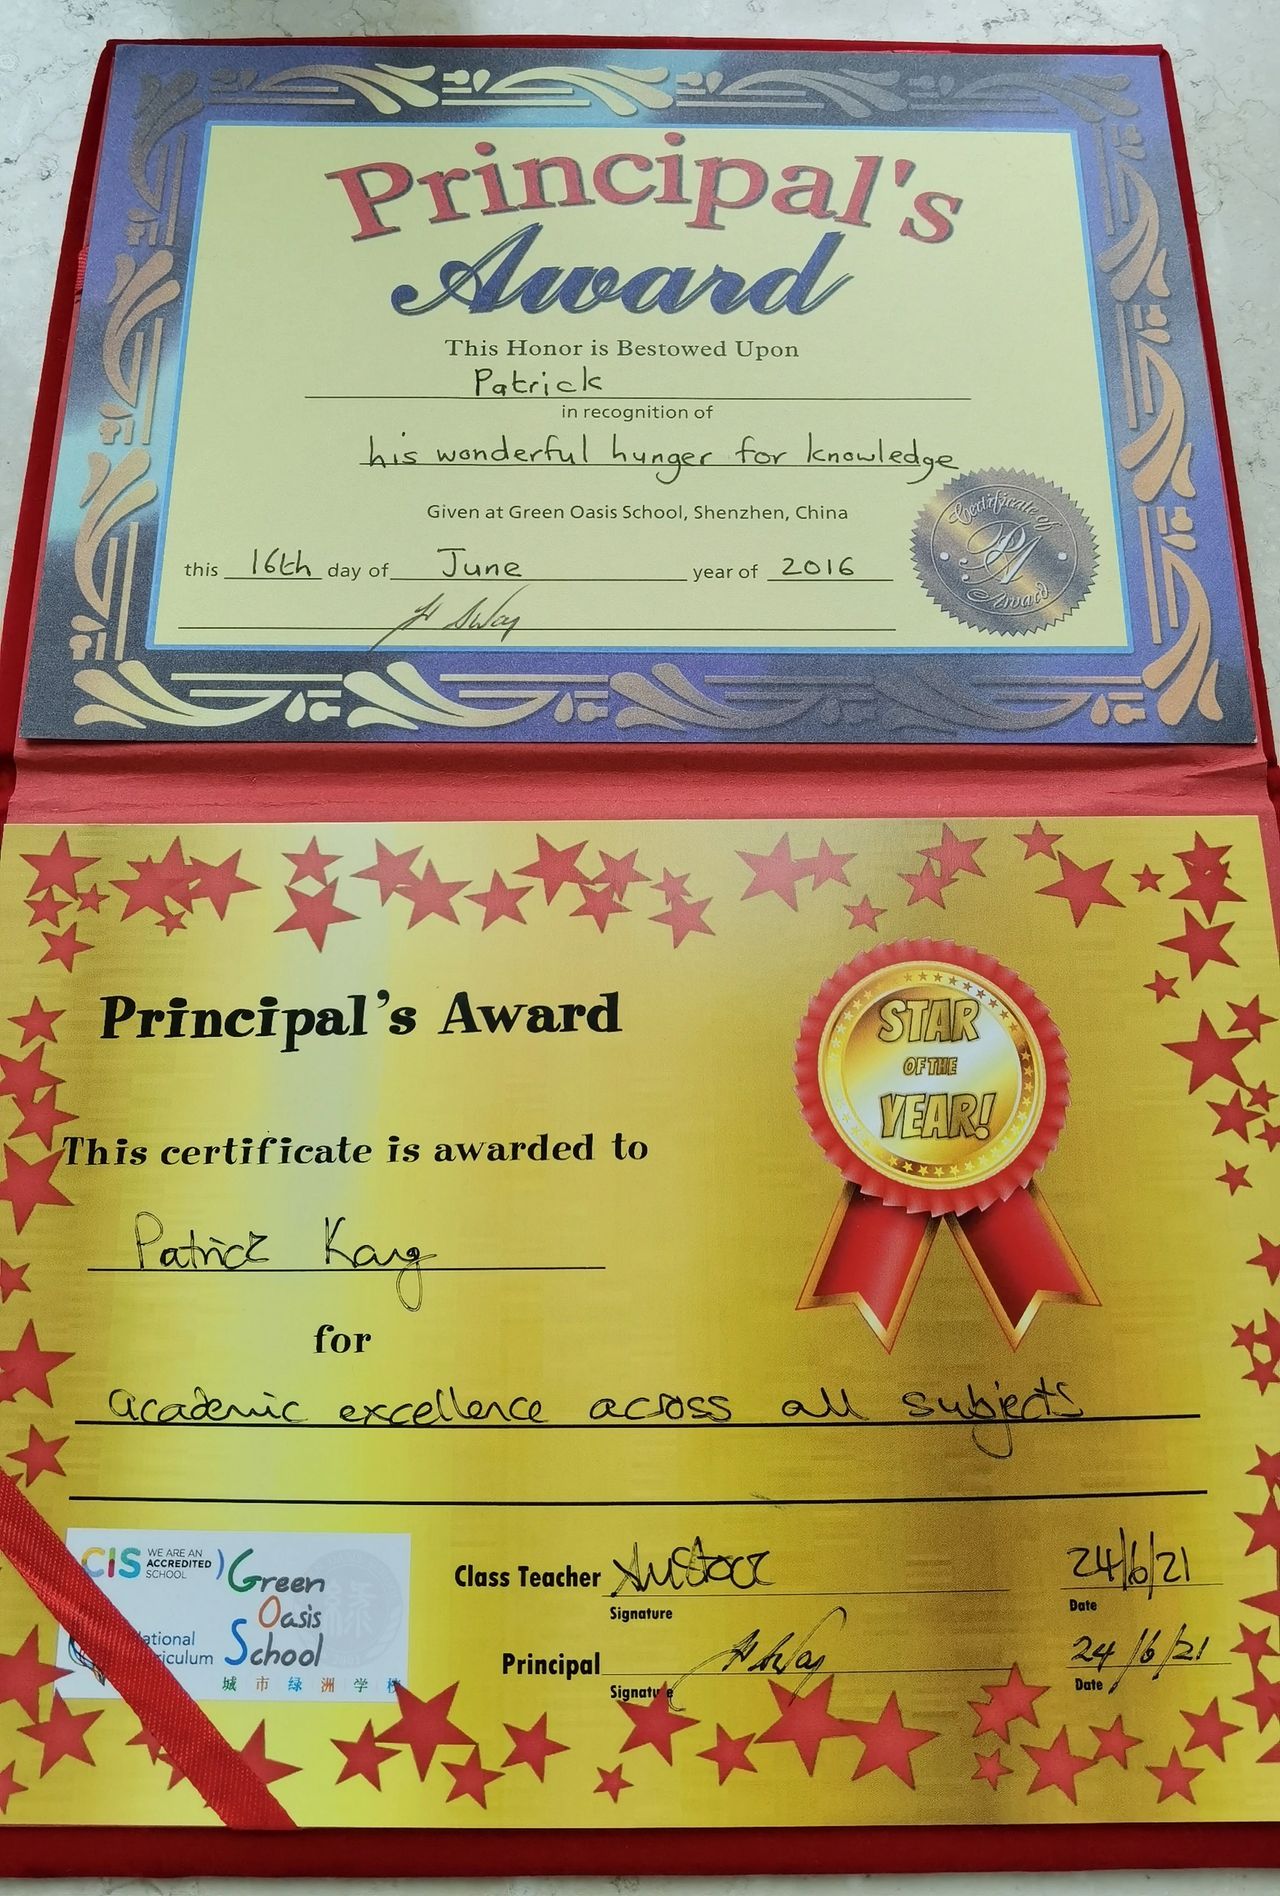 Principal's
Award
This Honor is Bestowed Upon
Patrick
in recognition of
his wonderful hunger for knowledge
Given at Green Oasis School, Shenzhen, China
this 16th day of June year of 2016
Certificate of
PA
Award
Principal's Award
STAR
OF THE
YEAR!
This certificate is awarded to
Patrick Kang
for
academic excellence across all subjects
CIS WE ARE AN
ACCREDITED
SCHOOL
Green
Oasis
School
城市绿洲学校
Class Teacher
24/6/21
Signature
Date
Principal
24/6/21
Signature
Date